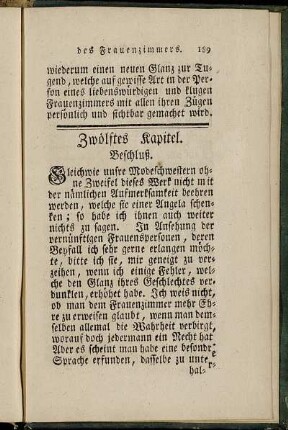 des Frauenzimmers. 189
wiederum einen neuen Glanz zur Tu-
gend, welche auf gewisse Art in der Per-
son eines liebenswürdigen und klugen
Frauenzimmers mit allen ihren Zügen
persönlich und sichtbar gemachet wird.
Zwölftes Kapitel.
Beschluß.
Gleichwie unsre Modeschwestern oh-
ne Zweifel dieses Werk nicht mit
der nämlichen Aufmerksamkeit beehren
werden, welche sie einer Angela schen-
ken; so habe ich ihnen auch weiter
nichts zu sagen. In Ansehung der
vernünftigen Frauenspersonen, deren
Beyfall ich sehr gerne erlangen möch-
te, bitte ich sie, mir geneigt zu ver-
zeihen, wenn ich einige Fehler, wel-
che den Glanz ihres Geschlechtes ver-
dunklen, erhöhet habe. Ich weis nicht,
ob man dem Frauenzimmer mehr Eh-
re zu erweisen glaubt, wenn man dem-
selben allemal die Wahrheit verbirgt,
worauf doch jedermann ein Recht hat
Aber es scheint man habe eine besondre
Sprache erfunden, dasselbe zu unter-
hal-